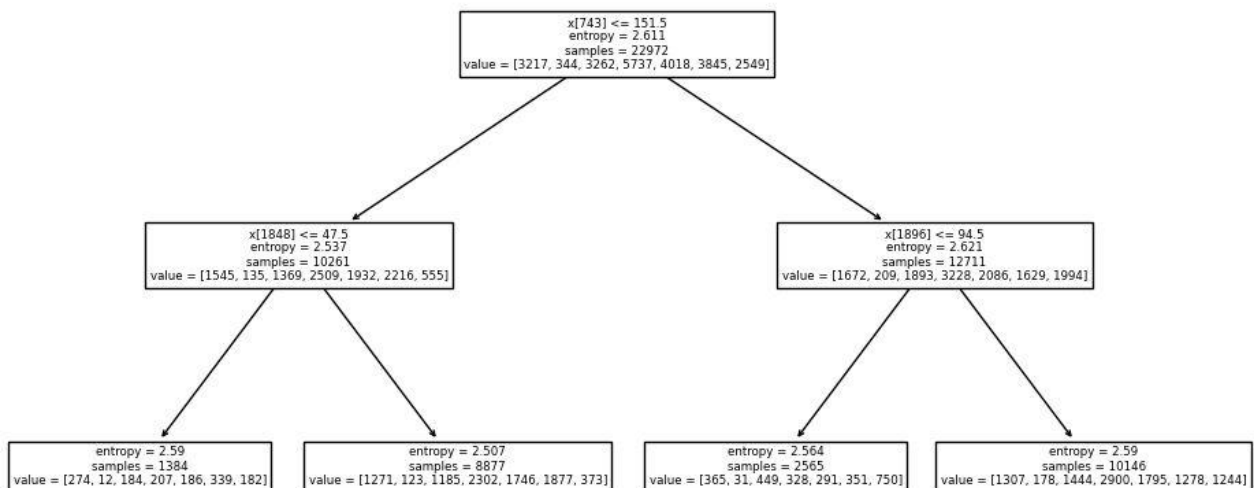 x[743] <= 151.5
entropy = 2.611
samples = 22972
value = [3217, 344, 3262, 5737, 4018, 3845, 2549]
x[1848] <= 47.5
entropy = 2.537
samples = 10261
value = [1545, 135, 1369, 2509, 1932, 2216, 555]
x[1896] <= 94.5
entropy = 2.621
samples = 12711
value = [1672, 209, 1893, 3228, 2086, 1629, 1994]
entropy = 2.59
samples = 1384
value = [274, 12, 184, 207, 186, 339, 182]
entropy = 2.507
samples = 8877
value = [1271, 123, 1185, 2302, 1746, 1877, 373]
entropy = 2.564
samples = 2565
value = [365, 31, 449, 328, 291, 351, 750]
entropy = 2.59
samples = 10146
value = [1307, 178, 1444, 2900, 1795, 1278, 1244]